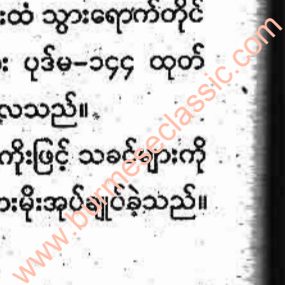 းထံ သွားရောက်တိုင်
း ပုဒ်မ-၁၄၄ ထုတ်
လသည်။
ကိုးဖြင့် သခင်များကို
ားမိုးအုပ်ချုပ်ခဲ့သည်။
www.burmeseclassic.com